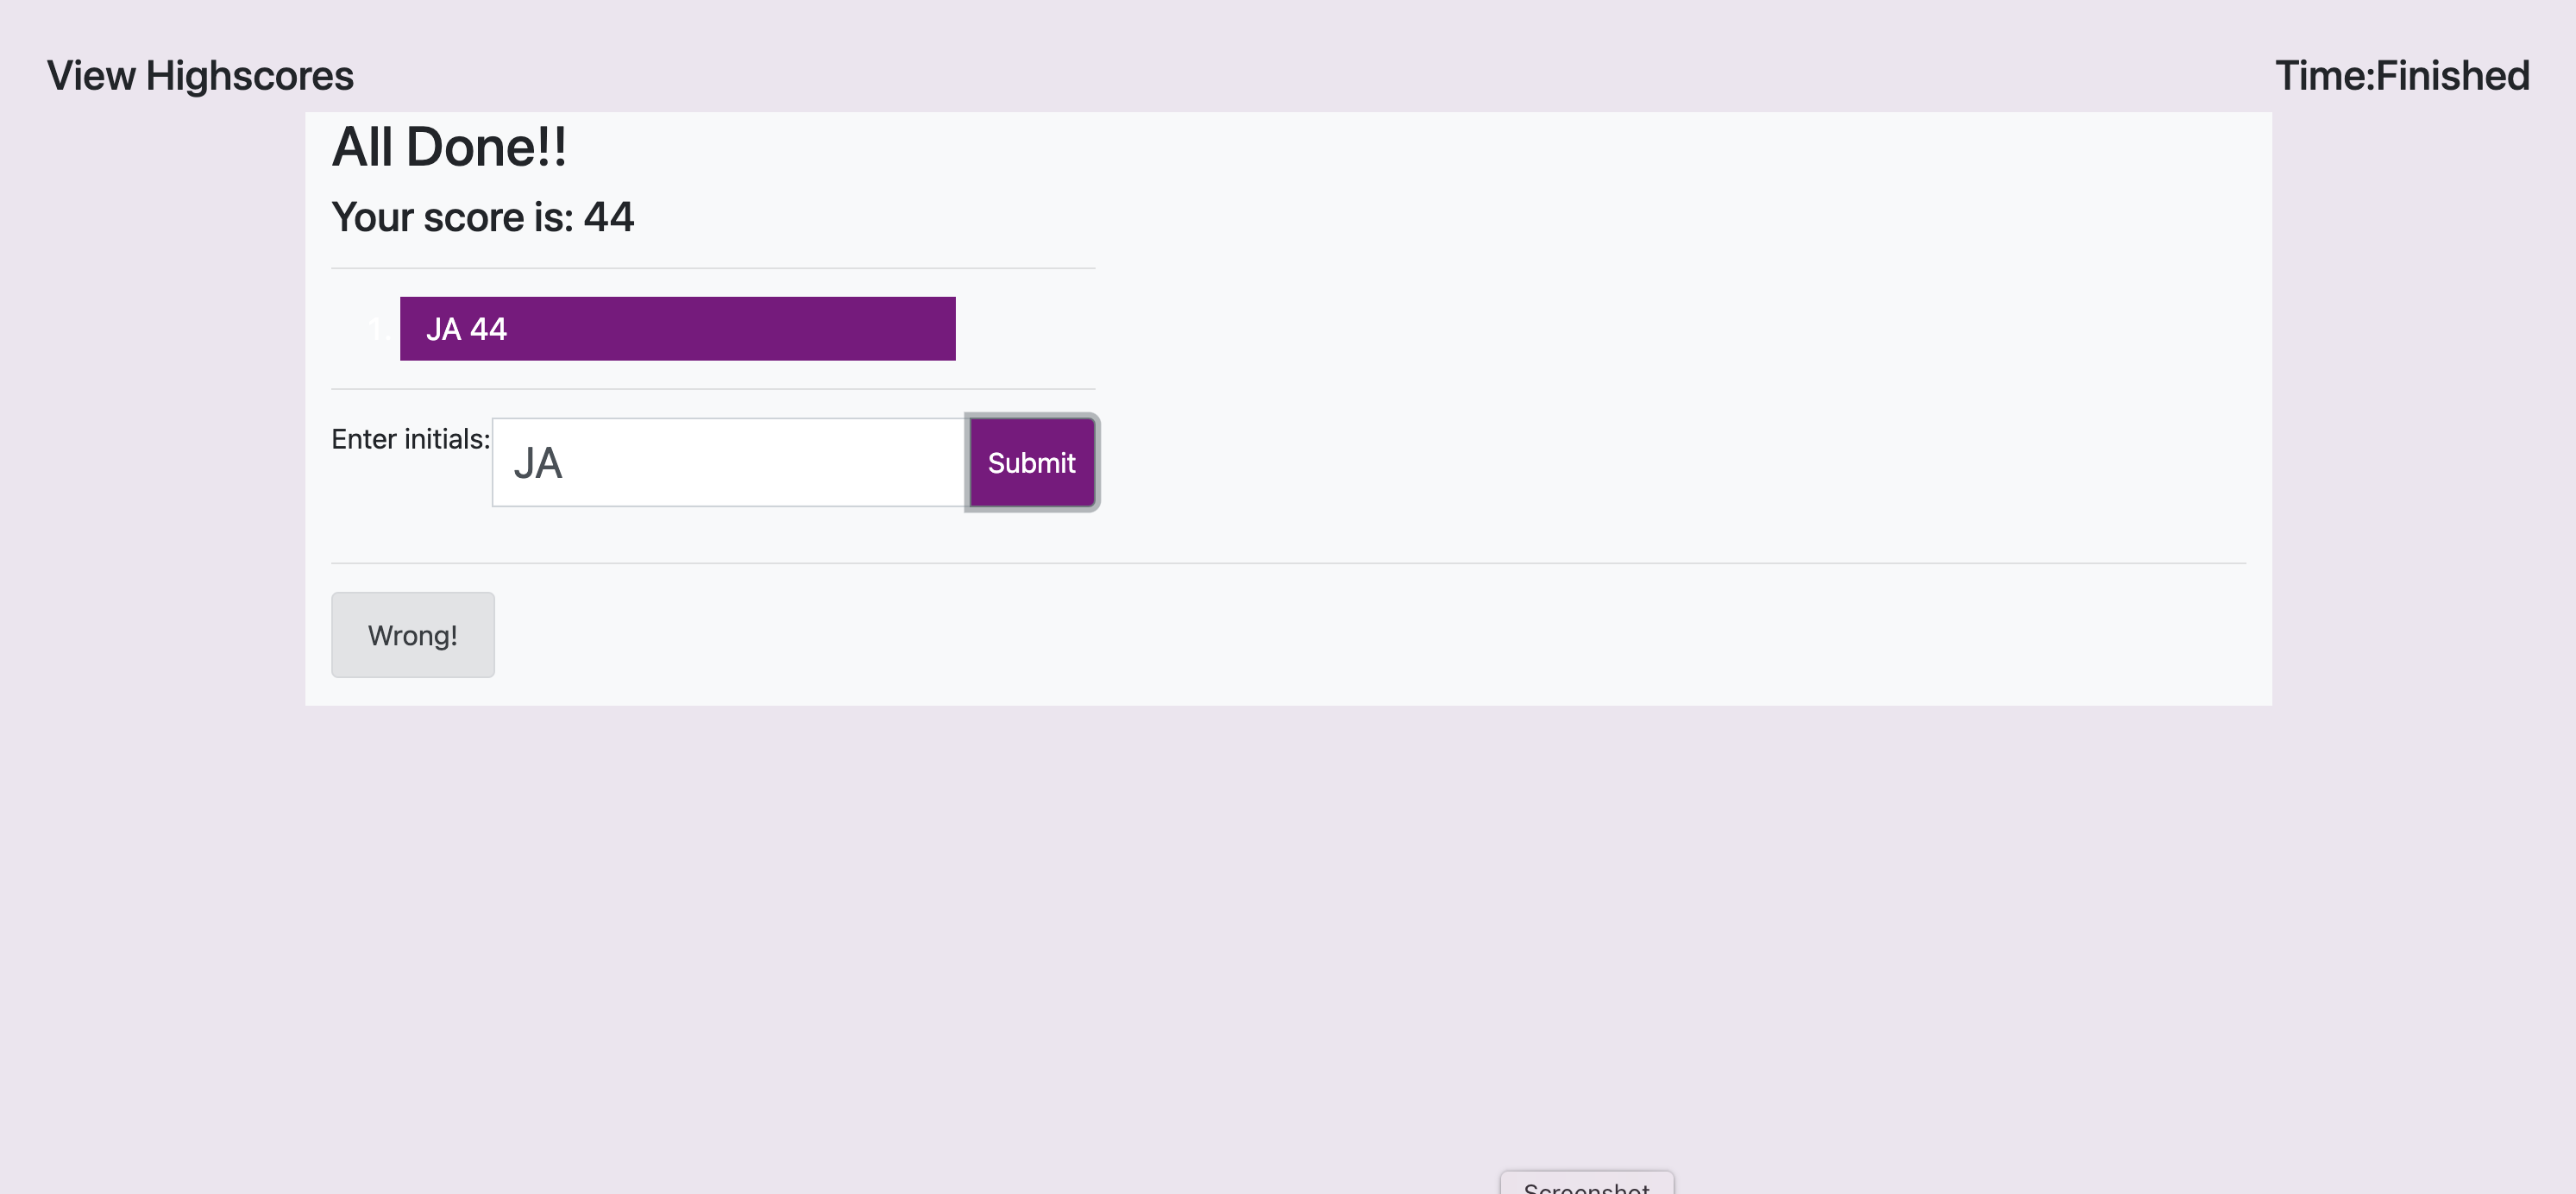 View Highscores
Time:Finished
All Done!!
Your score is: 44
1. JA 44
Enter initials: JA Submit
Wrong!
Screenshot